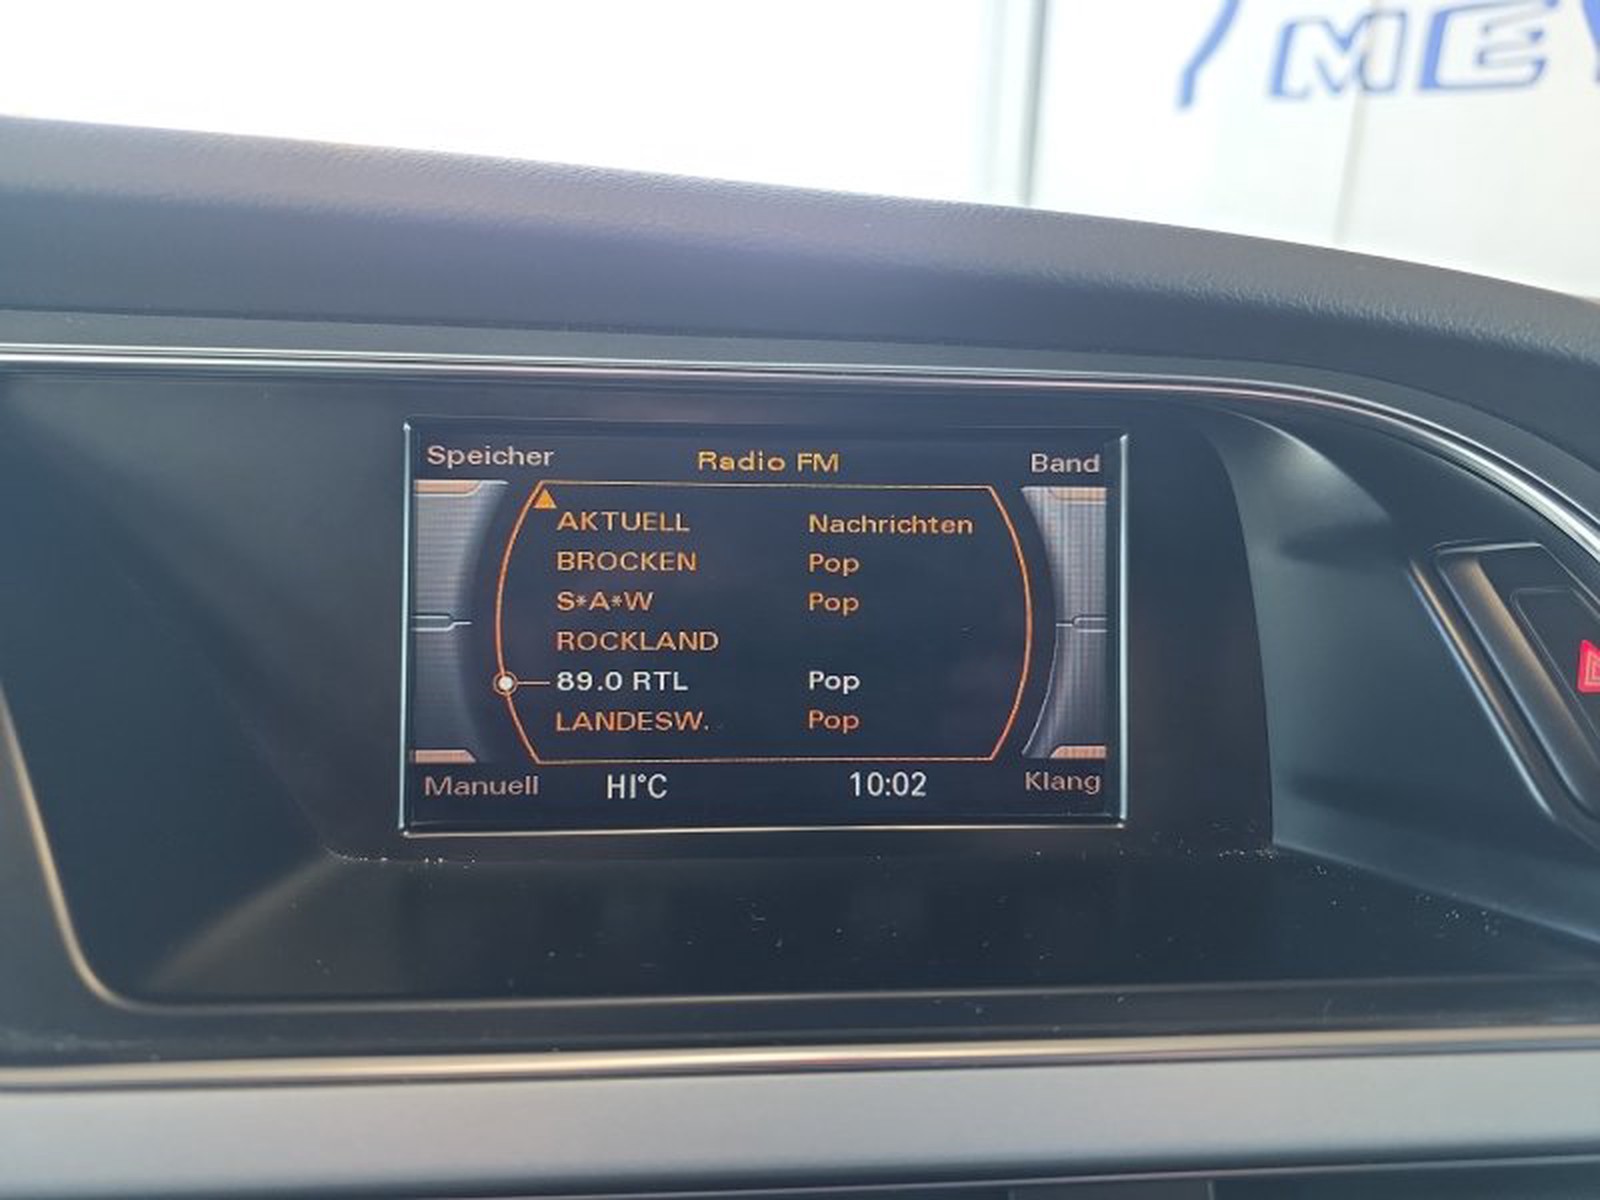 Speicher Radio FM Band
AKTUELL Nachrichten
BROCKEN Pop
S*A*W Pop
ROCKLAND
89.0 RTL Pop
LANDESW. Pop
Manuell HI°C 10:02 Klang